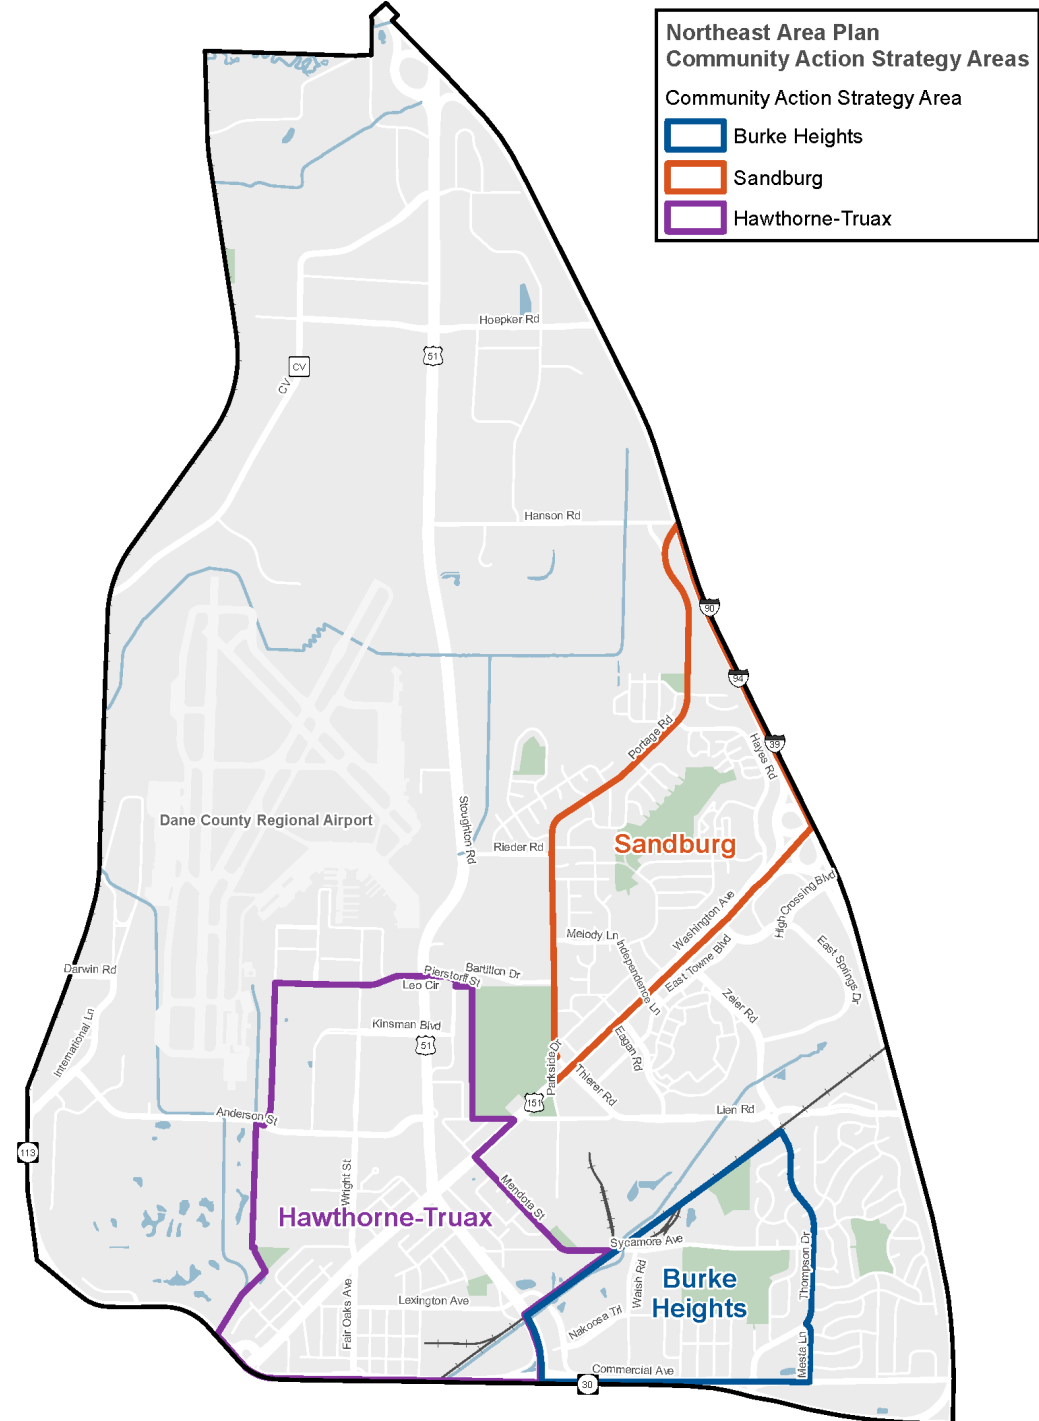 Northeast Area Plan
Community Action Strategy Areas
Community Action Strategy Area
Burke Heights
Sandburg
Hawthorne-Truax
Hoepker Rd
51
CV
CV
Hanson Rd
90
94
39
Portage Rd
Hayes Rd
Dane County Regional Airport
Stoughton Rd
Rieder Rd
Sandburg
Washington Ave
High Crossing Blvd
Melody Ln
Independence Ln
East Towne Blvd
East Springs Dr
Darwin Rd
Pierstorff St
Bartillon Dr
Leo Cir
Zeier Rd
International Ln
Kinsman Blvd
51
Eagan Rd
Parkside Dr
Thierer Rd
151
Anderson St
Lien Rd
113
Wright St
Mendota St
Hawthorne-Truax
Sycamore Ave
Walsh Rd
Thompson Dr
Burke
Heights
Lexington Ave
Fair Oaks Ave
Nakoosa Trl
Mesta Ln
Commercial Ave
30